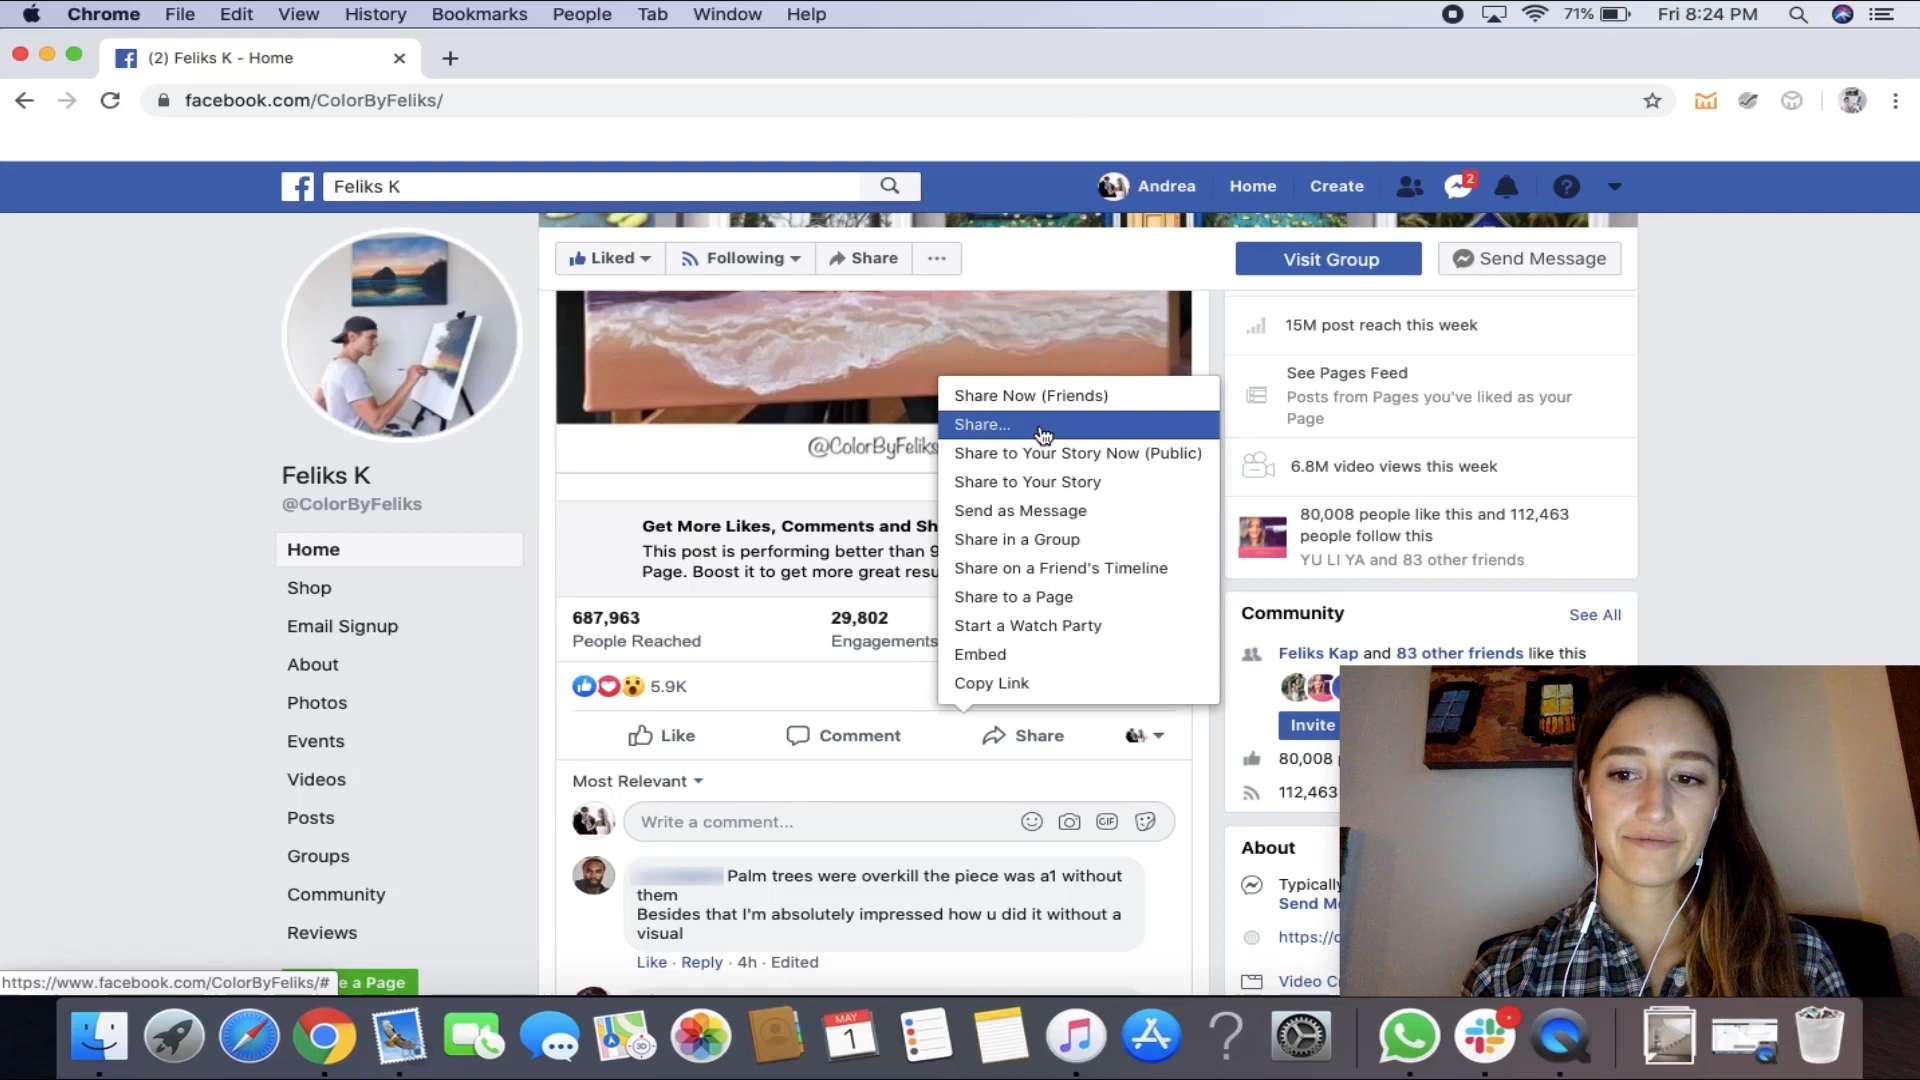 Chrome File Edit View History Bookmarks People Tab Window Help 71% Fri 8:24 PM
(2) Feliks K - Home
facebook.com/ColorByFeliks/
Feliks K
Andrea Home Create 2
Liked Following Share Visit Group Send Message
15M post reach this week
See Pages Feed
Posts from Pages you've liked as your
Page
6.8M video views this week
80,008 people like this and 112,463
people follow this
YU LI YA and 83 other friends
Community See All
Feliks Kap and 83 other friends like this
Invite
80,008
112,463
About
Typically
Send M
https://
Video C
Feliks K
@ColorByFeliks
Home
Shop
Email Signup
About
Photos
Events
Videos
Posts
Groups
Community
Reviews
e a Page
https://www.facebook.com/ColorByFeliks/#
@ColorByFeliks
Share Now (Friends)
Share...
Share to Your Story Now (Public)
Share to Your Story
Send as Message
Share in a Group
Share on a Friend's Timeline
Share to a Page
Start a Watch Party
Embed
Copy Link
Get More Likes, Comments and Sh
This post is performing better than 9
Page. Boost it to get more great resu
687,963 29,802
People Reached Engagements
5.9K
Like Comment Share
Most Relevant
Write a comment...
GIF
Palm trees were overkill the piece was a1 without
them
Besides that I'm absolutely impressed how u did it without a
visual
Like · Reply · 4h · Edited
MAY
1
3D